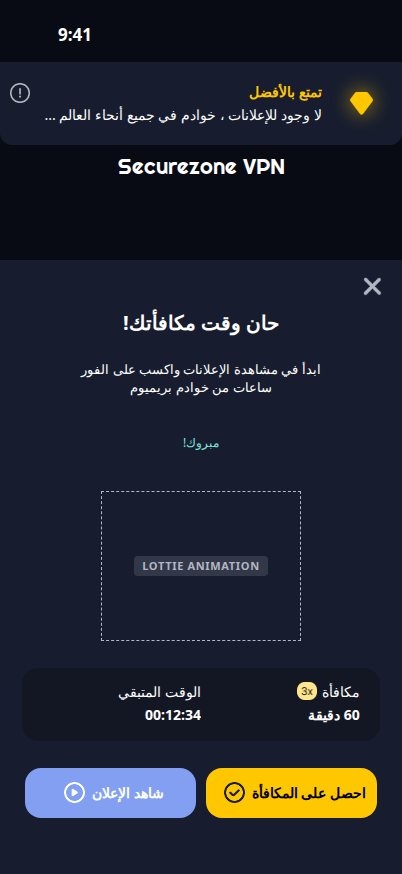 9:41
تمتع بالأفضل
لا وجود للإعلانات ، خوادم في جميع أنحاء العالم ...
Securezone VPN
حان وقت مكافأتك!
ابدأ في مشاهدة الإعلانات واكسب على الفور
ساعات من خوادم بريميوم
مبروك!
LOTTIE ANIMATION
مكافأة 3x
60 دقيقة
الوقت المتبقي
00:12:34
احصل على المكافأة
شاهد الإعلان